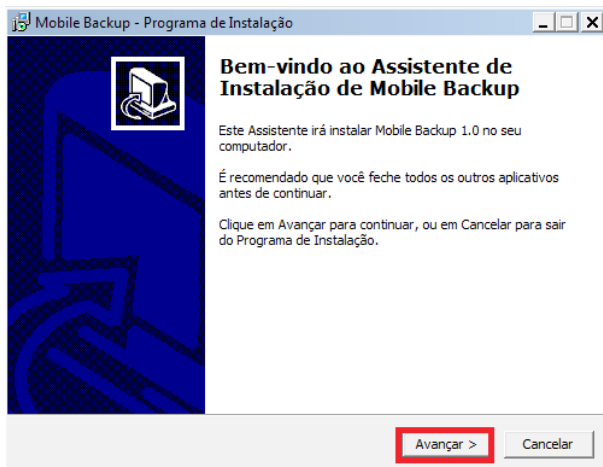 Mobile Backup - Programa de Instalação
Bem-vindo ao Assistente de
Instalação de Mobile Backup
Este Assistente irá instalar Mobile Backup 1.0 no seu
computador.
É recomendado que você feche todos os outros aplicativos
antes de continuar.
Clique em Avançar para continuar, ou em Cancelar para sair
do Programa de Instalação.
Avançar >
Cancelar